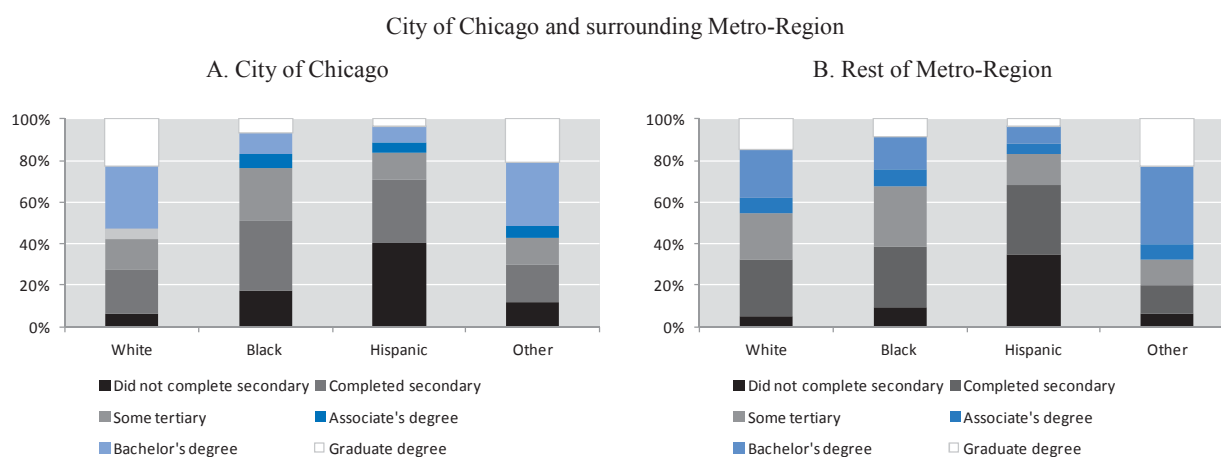 City of Chicago and surrounding Metro-Region
A. City of Chicago
100%
80%
60%
40%
20%
0%
White Black Hispanic Other
Did not complete secondary Completed secondary
Some tertiary Associate's degree
Bachelor's degree Graduate degree
B. Rest of Metro-Region
100%
80%
60%
40%
20%
0%
White Black Hispanic Other
Did not complete secondary Completed secondary
Some tertiary Associate's degree
Bachelor's degree Graduate degree